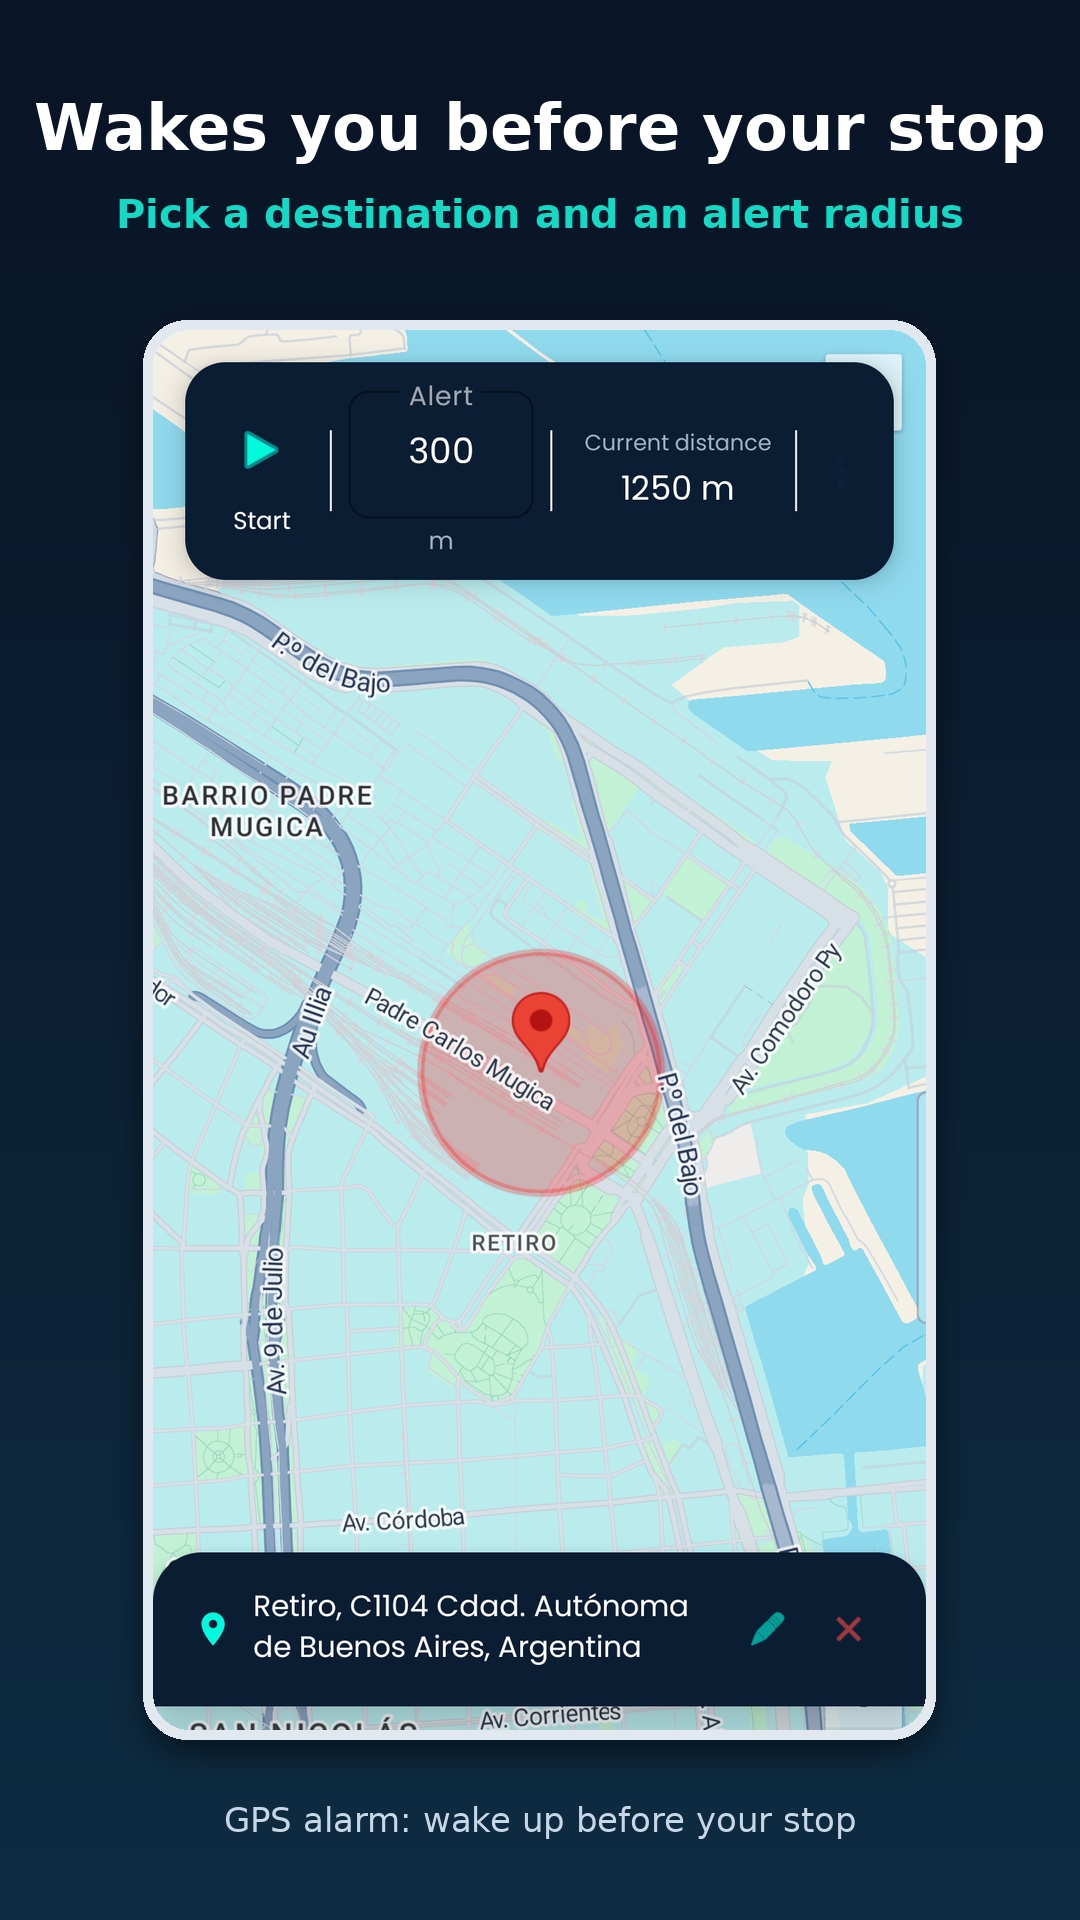 Wakes you before your stop
Pick a destination and an alert radius
Alert
300
m
Start
Current distance
1250 m
P.º del Bajo
BARRIO PADRE
MUGICA
Au Illia
Padre Carlos Mugica
Av. Comodoro Py
P.º del Bajo
RETIRO
Av. 9 de Julio
Av. Córdoba
Retiro, C1104 Cdad. Autónoma
de Buenos Aires, Argentina
Av. Corrientes
SAN NICOLÁS
GPS alarm: wake up before your stop